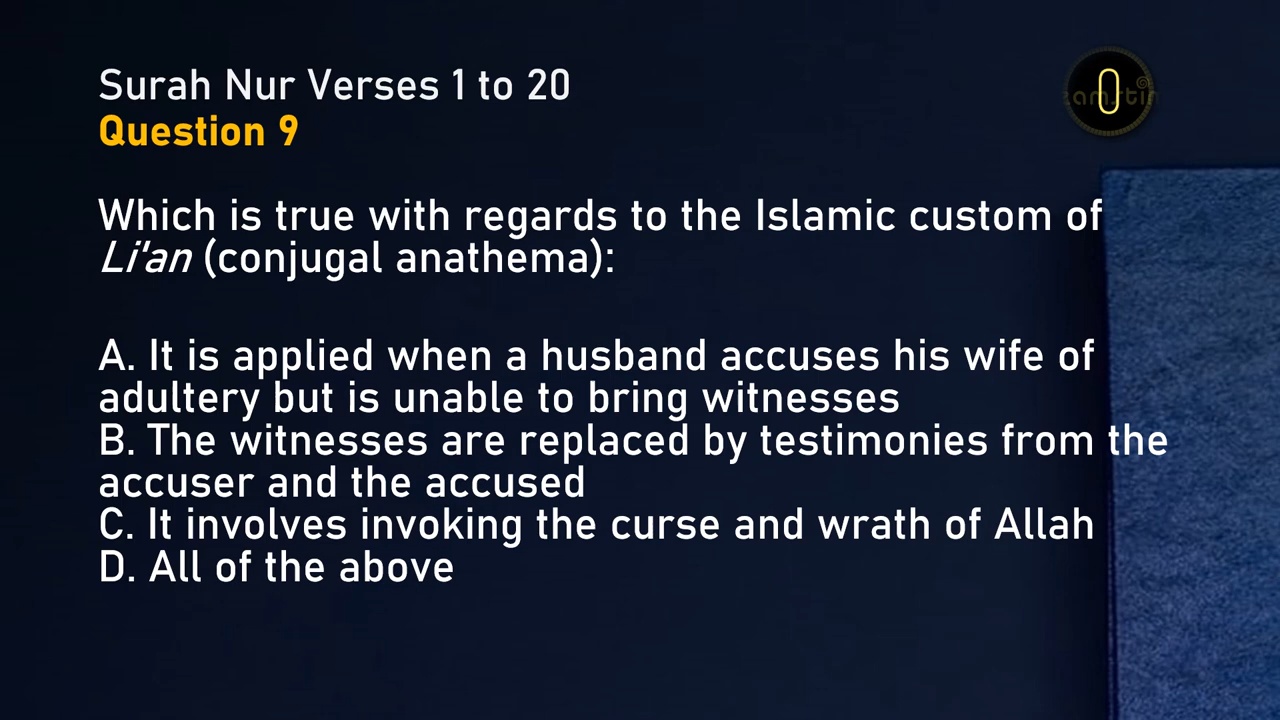 Surah Nur Verses 1 to 20
Question 9
0
Which is true with regards to the Islamic custom of
Li'an (conjugal anathema):
A. It is applied when a husband accuses his wife of
adultery but is unable to bring witnesses
B. The witnesses are replaced by testimonies from the
accuser and the accused
C. It involves invoking the curse and wrath of Allah
D. All of the above